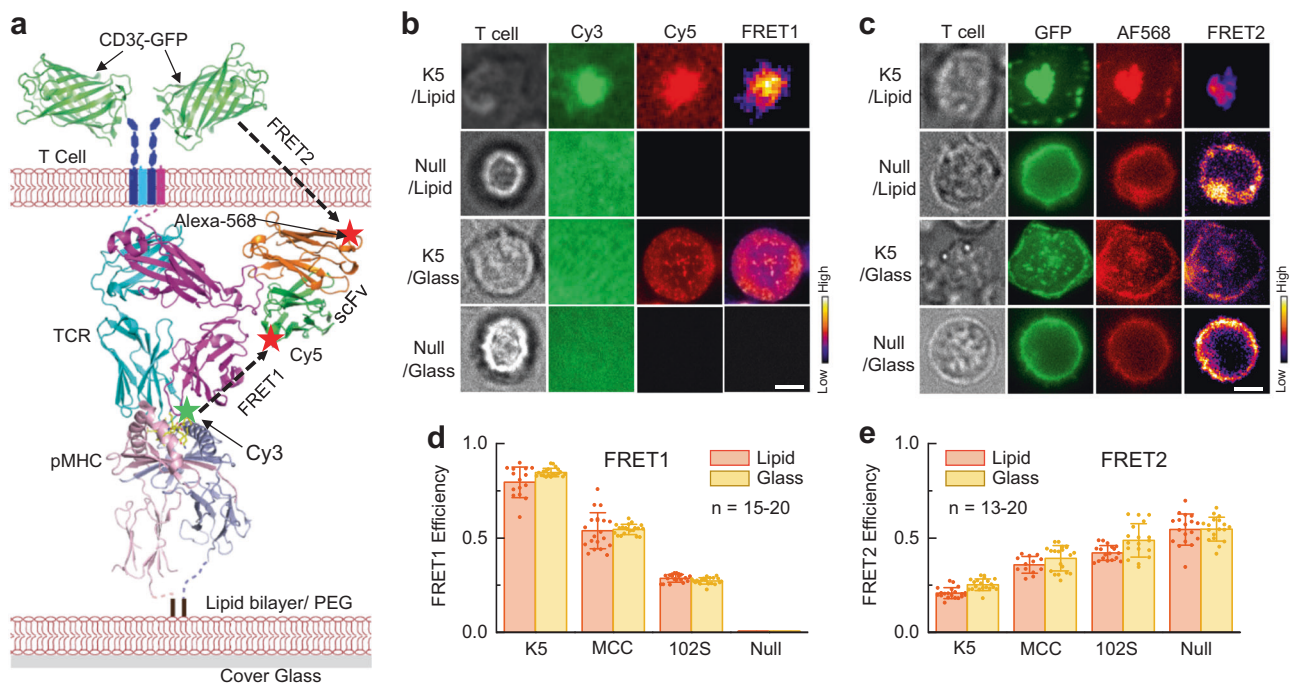 a
CD3ζ-GFP
FRET2
T Cell
Alexa-568
scFv
TCR
Cy5
FRET1
Cy3
pMHC
Lipid bilayer/ PEG
Cover Glass
b
T cell Cy3 Cy5 FRET1
K5
/Lipid
Null
/Lipid
K5
/Glass
Null
/Glass
High
Low
c
T cell GFP AF568 FRET2
K5
/Lipid
Null
/Lipid
K5
/Glass
Null
/Glass
High
Low
d
FRET1
Lipid
Glass
n = 15-20
FRET1 Efficiency
1.0
0.5
0.0
K5 MCC 102S Null
e
FRET2
Lipid
Glass
n = 13-20
FRET2 Efficiency
1.0
0.5
0.0
K5 MCC 102S Null